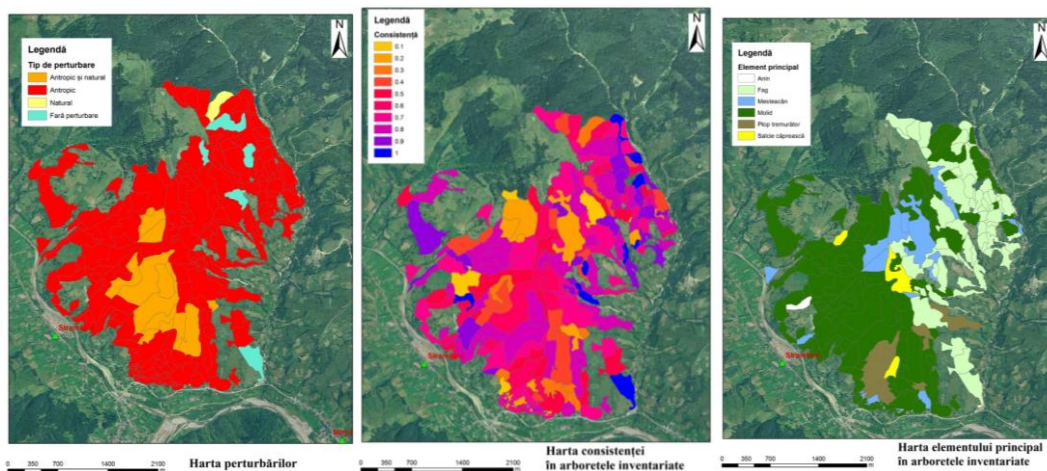 Legendă
Tip de perturbare
Antropic și natural
Antropic
Natural
Fară perturbare
N
0 350 700 1400 2100
Harta perturbărilor
Legendă
Consistență
0.1
0.2
0.3
0.4
0.5
0.6
0.7
0.8
0.9
1
N
0 350 700 1400 2100
Harta consistenței
în arboretele inventariate
Legendă
Element principal
Anin
Fag
Mesteacăn
Molid
Plop tremurător
Salcie căprească
N
0 350 700 1400 2100
Harta elementului principal
în arboretele inventariate